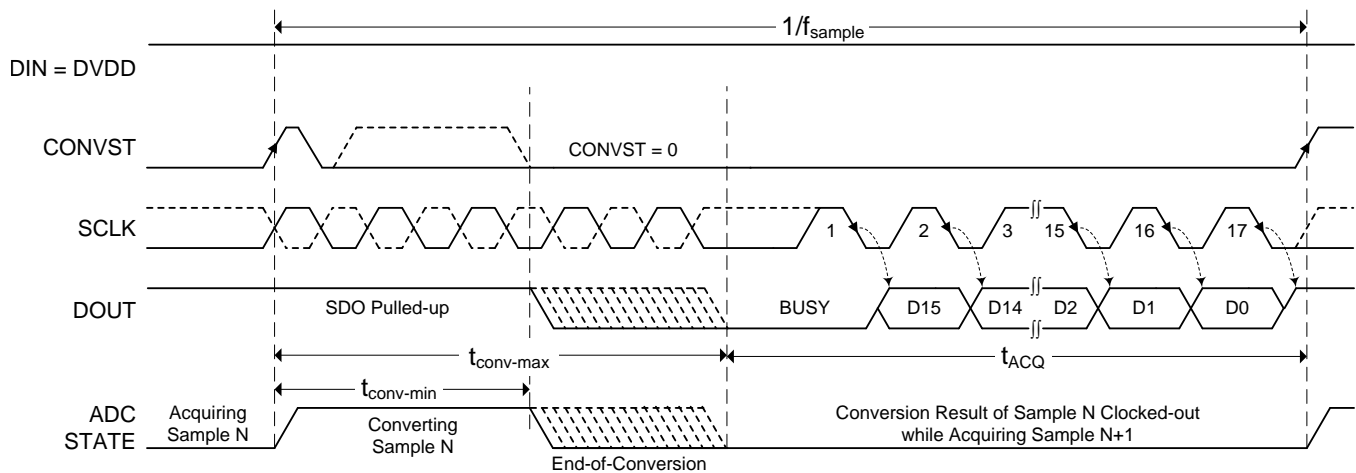 1/fsample
DIN = DVDD
CONVST
CONVST = 0
SCLK
1
2
3
15
16
17
DOUT
SDO Pulled-up
BUSY
D15
D14
D2
D1
D0
tconv-max
tACQ
tconv-min
ADC
STATE
Acquiring
Sample N
Converting
Sample N
End-of-Conversion
Conversion Result of Sample N Clocked-out
while Acquiring Sample N+1